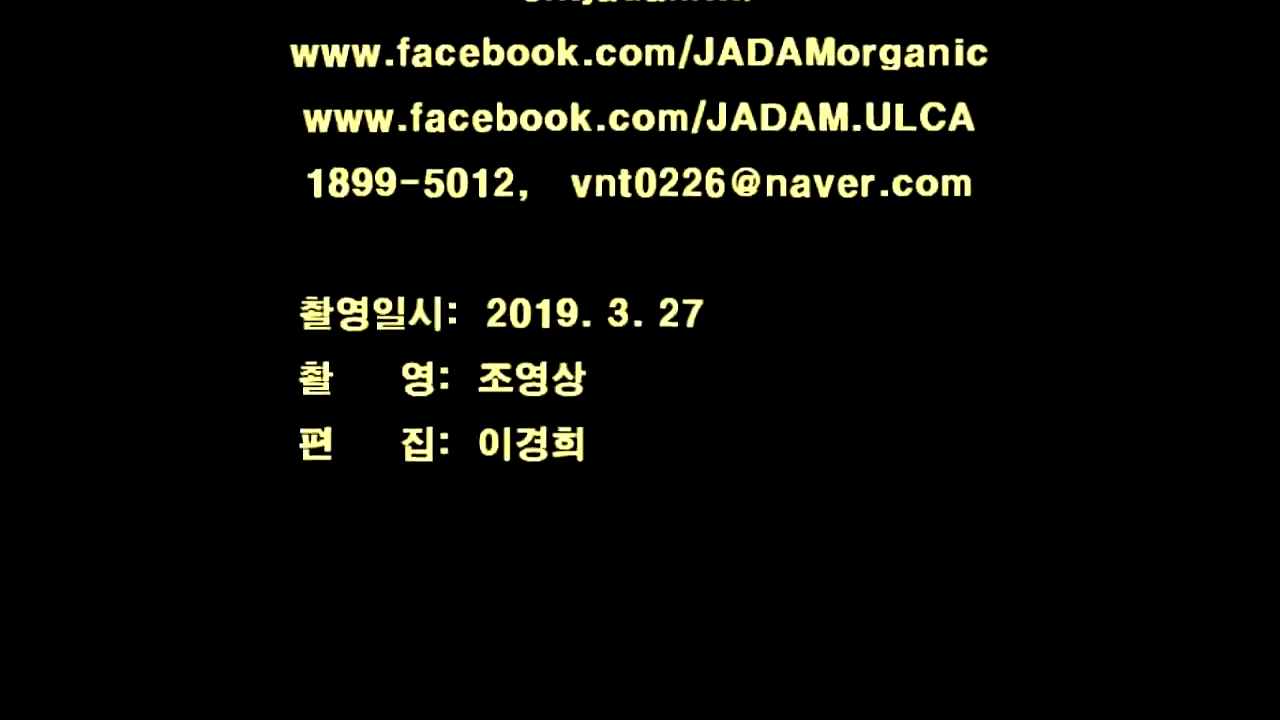 www.facebook.com/JADAMorganic
www.facebook.com/JADAM.ULCA
1899-5012, vnt0226@naver.com
촬영일시: 2019. 3. 27
촬 영: 조영상
편 집: 이경희